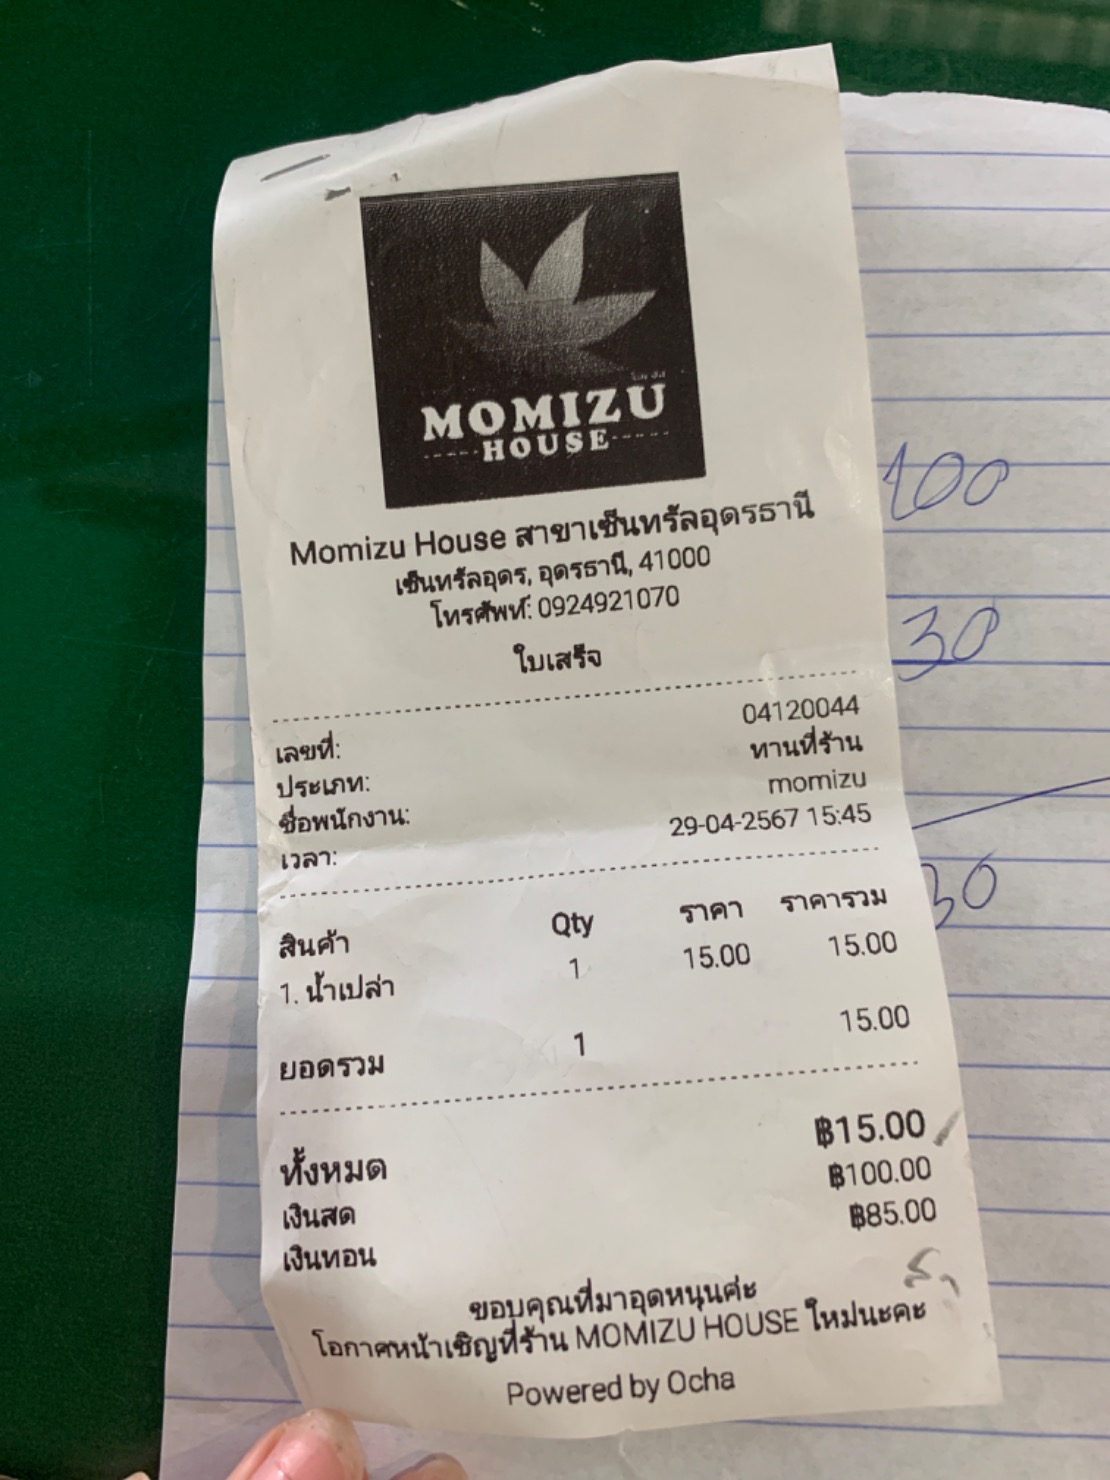 MOMIZU
HOUSE
Momizu House สาขาเซ็นทรัลอุดรธานี
เซ็นทรัลอุดร, อุดรธานี, 41000
โทรศัพท์: 0924921070
ใบเสร็จ
เลขที่: 04120044
ประเภท: ทานที่ร้าน
ชื่อพนักงาน: momizu
เวลา: 29-04-2567 15:45
สินค้า Qty ราคา ราคารวม
1. น้ำเปล่า 1 15.00 15.00
ยอดรวม 1 15.00
ทั้งหมด ฿15.00
เงินสด ฿100.00
เงินทอน ฿85.00
ขอบคุณที่มาอุดหนุนค่ะ
โอกาศหน้าเชิญที่ร้าน MOMIZU HOUSE ใหม่นะคะ
Powered by Ocha
100
30
30